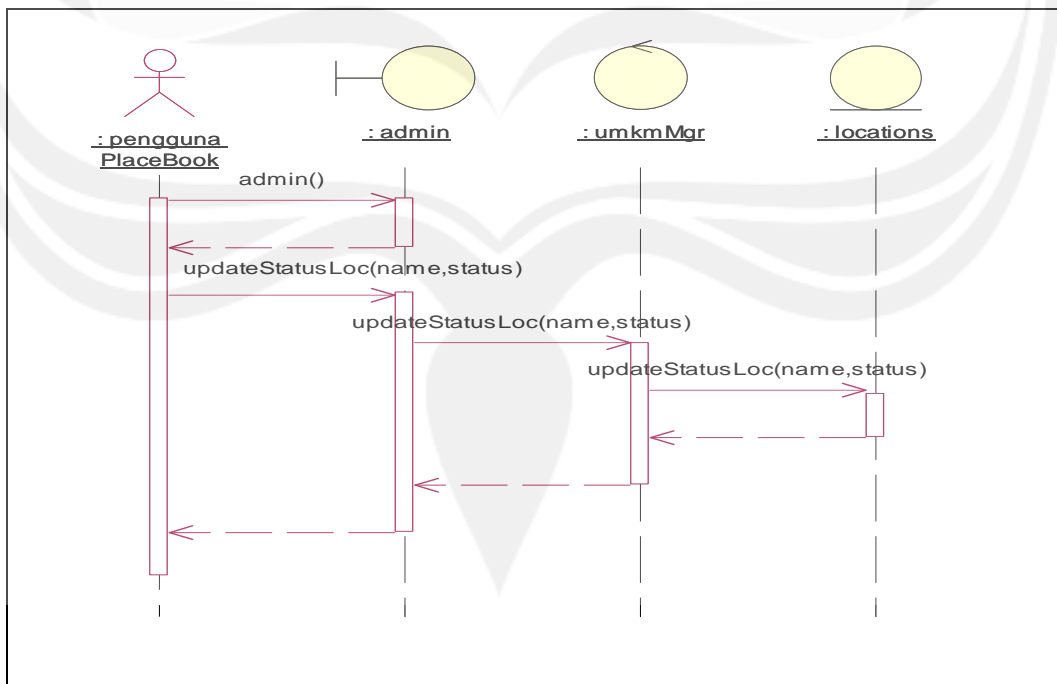 : pengguna
PlaceBook
: admin
: umkmMgr
: locations
admin()
updateStatusLoc(name,status)
updateStatusLoc(name,status)
updateStatusLoc(name,status)